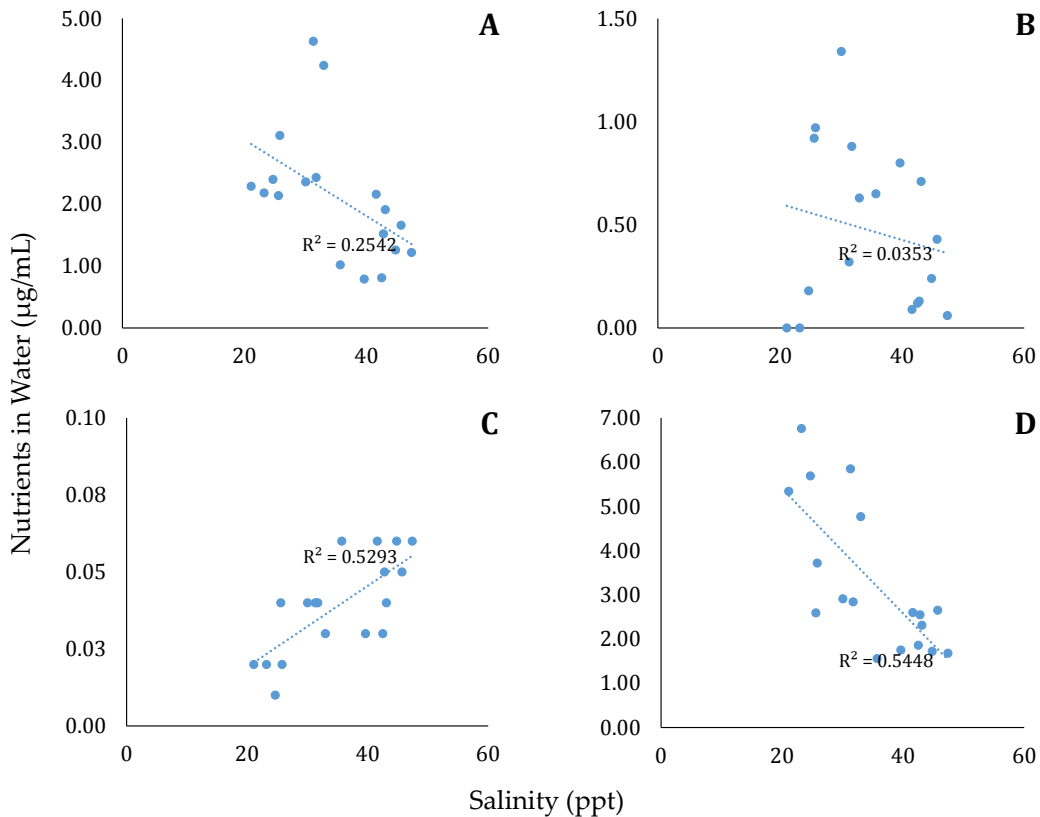 Nutrients in Water (µg/mL)
A
5.00
4.00
3.00
2.00
1.00
0.00
R² = 0.2542
0 20 40 60
B
1.50
1.00
0.50
0.00
R² = 0.0353
0 20 40 60
C
0.10
0.08
0.05
0.03
0.00
R² = 0.5293
0 20 40 60
D
7.00
6.00
5.00
4.00
3.00
2.00
1.00
0.00
R² = 0.5448
0 20 40 60
Salinity (ppt)